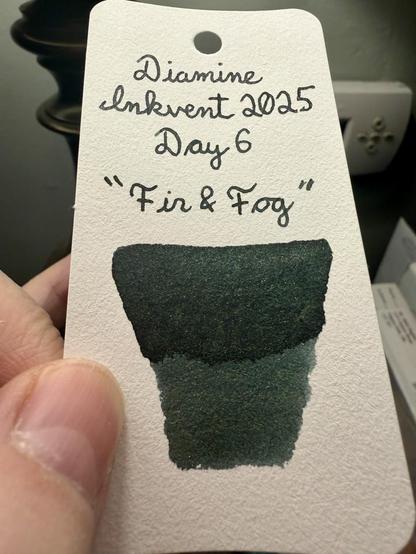 Diamine
Inkvent 2025
Day 6
"Fir & Fog"